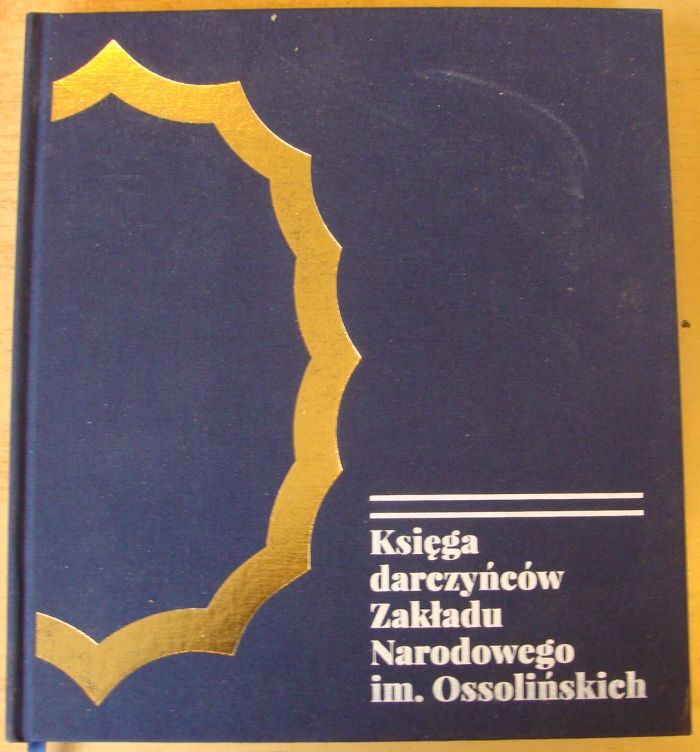 Księga
darczyńców
Zakładu
Narodowego
im. Ossolińskich